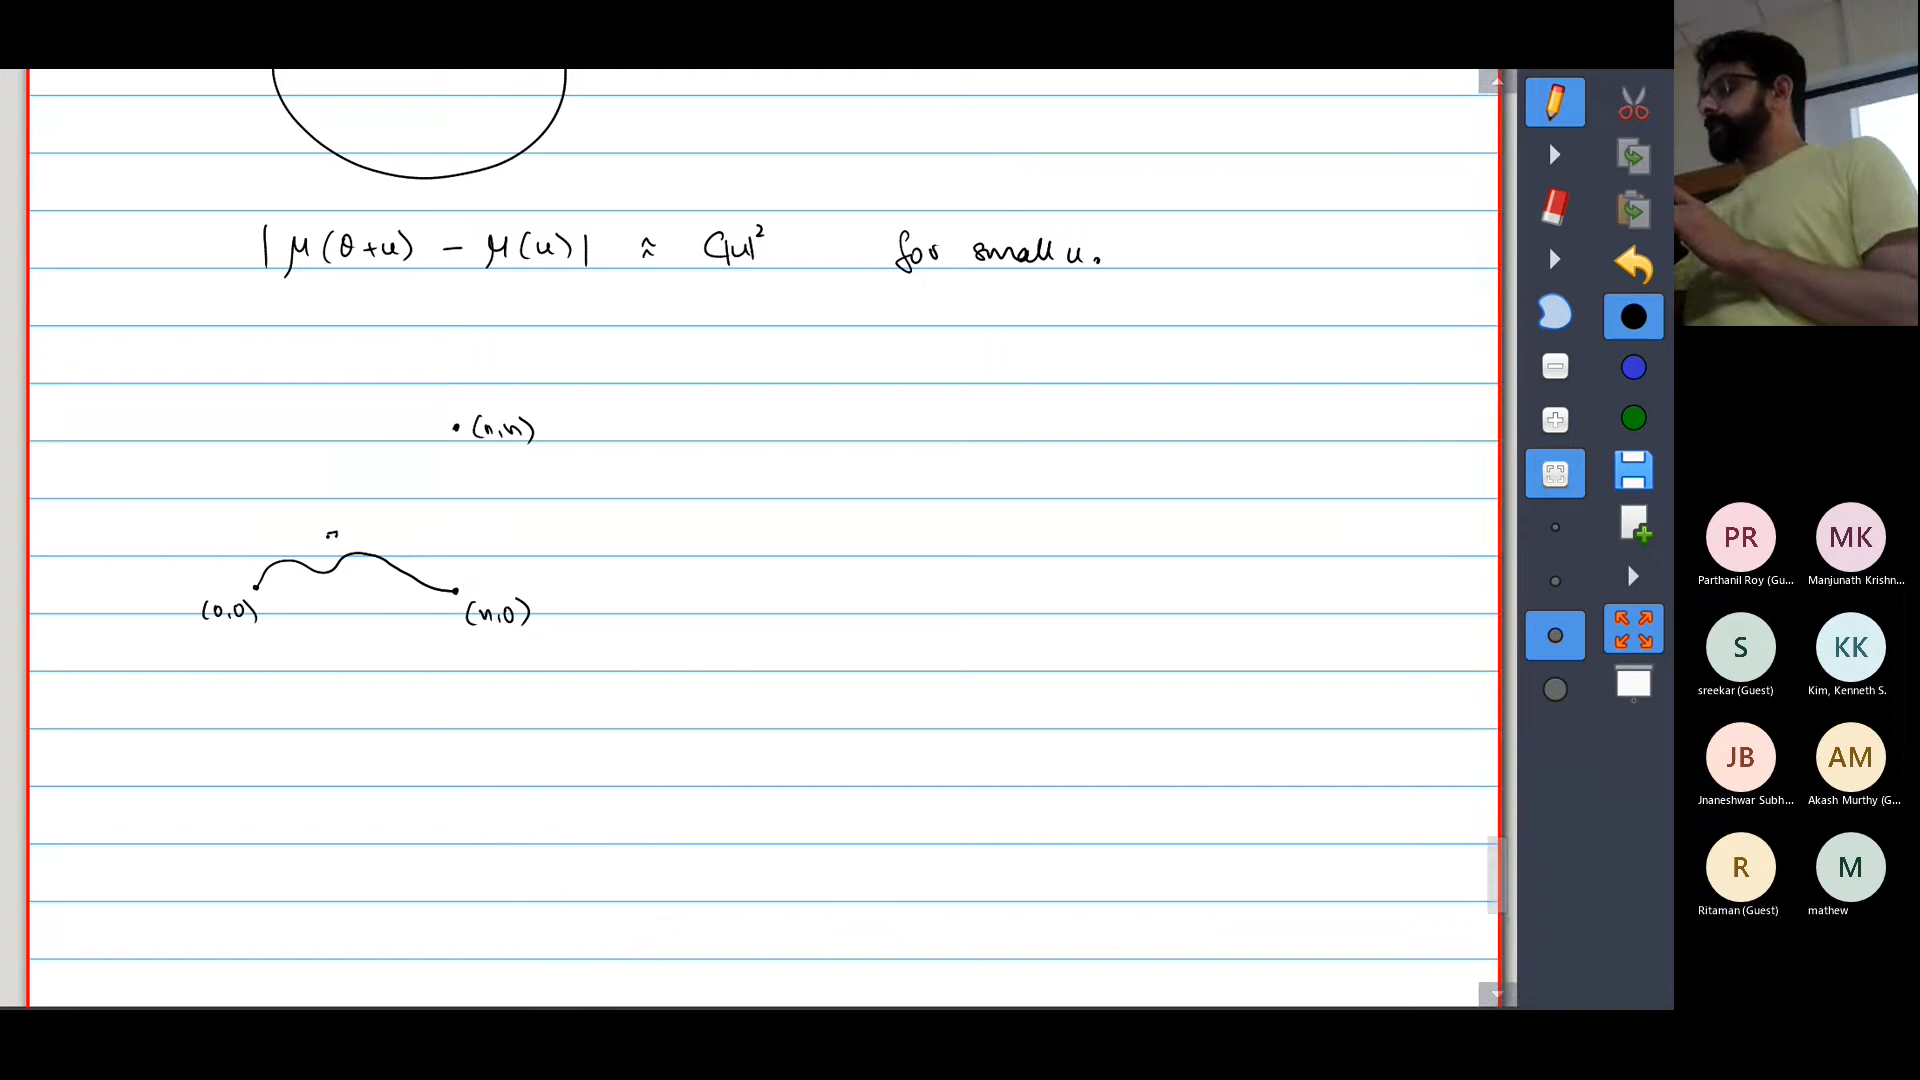 |μ(θ+u) − μ(u)| ≈ C|u|² for small u.
(n,n)
(0,0)
(n,0)
PR
MK
Parthanil Roy (Gu...
Manjunath Krishn...
S
KK
sreekar (Guest)
Kim, Kenneth S.
JB
AM
Jnaneshwar Subh...
Akash Murthy (G...
R
M
Ritaman (Guest)
mathew